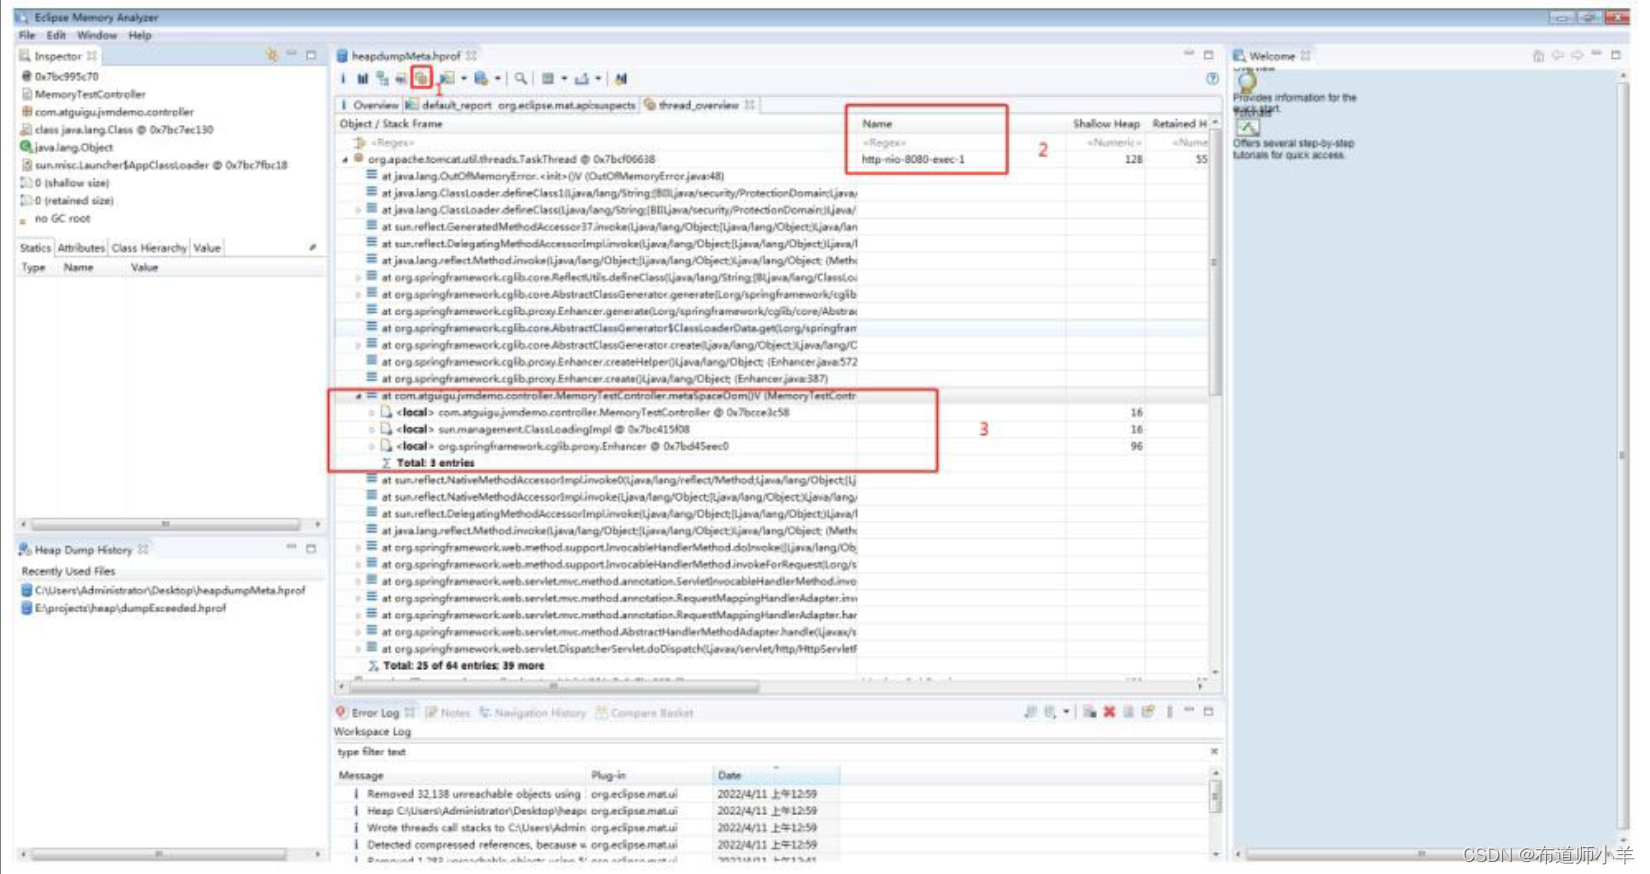 Eclipse Memory Analyzer
File Edit Window Help
Inspector
0x7bc995c70
MemoryTestController
com.atguigu.jvmdemo.controller
class java.lang.Class @ 0x7bc7ec130
java.lang.Object
sun.misc.Launcher$AppClassLoader @ 0x7bc7fbc18
0 (shallow size)
0 (retained size)
no GC root
Statics Attributes Class Hierarchy Value
Type Name Value
Heap Dump History
Recently Used Files
C:\Users\Administrator\Desktop\heapdumpMeta.hprof
E:\projects\heap\dumpExceeded.hprof
heapdumpMeta.hprof
1
Overview default_report org.eclipse.mat.api:suspects thread_overview
Object / Stack Frame Name Shallow Heap Retained H
<Regex> <Regex> <Numeric> <Nume
2
org.apache.tomcat.util.threads.TaskThread @ 0x7bcf06638 http-nio-8080-exec-1 128 55
at java.lang.OutOfMemoryError.<init>()V (OutOfMemoryError.java:48)
at java.lang.ClassLoader.defineClass1(Ljava/lang/String;[BIILjava/security/ProtectionDomain;Ljava/
at java.lang.ClassLoader.defineClass(Ljava/lang/String;[BIILjava/security/ProtectionDomain;)Ljava/
at sun.reflect.GeneratedMethodAccessor37.invoke(Ljava/lang/Object;[Ljava/lang/Object;)Ljava/lan
at sun.reflect.DelegatingMethodAccessorImpl.invoke(Ljava/lang/Object;[Ljava/lang/Object;)Ljava/l
at java.lang.reflect.Method.invoke(Ljava/lang/Object;[Ljava/lang/Object;)Ljava/lang/Object; (Metho
at org.springframework.cglib.core.ReflectUtils.defineClass(Ljava/lang/String;[BLjava/lang/ClassLoa
at org.springframework.cglib.core.AbstractClassGenerator.generate(Lorg/springframework/cglib
at org.springframework.cglib.proxy.Enhancer.generate(Lorg/springframework/cglib/core/Abstrac
at org.springframework.cglib.core.AbstractClassGenerator$ClassLoaderData.get(Lorg/springfram
at org.springframework.cglib.core.AbstractClassGenerator.create(Ljava/lang/Object;)Ljava/lang/O
at org.springframework.cglib.proxy.Enhancer.createHelper()Ljava/lang/Object; (Enhancer.java:572
at org.springframework.cglib.proxy.Enhancer.create()Ljava/lang/Object; (Enhancer.java:387)
at com.atguigu.jvmdemo.controller.MemoryTestController.metaSpaceOom()V (MemoryTestContr
<local> com.atguigu.jvmdemo.controller.MemoryTestController @ 0x7bcce3c58 16
<local> sun.management.ClassLoadingImpl @ 0x7bc415f08 16
3
<local> org.springframework.cglib.proxy.Enhancer @ 0x7bd45eec0 96
Total: 3 entries
at sun.reflect.NativeMethodAccessorImpl.invoke0(Ljava/lang/reflect/Method;Ljava/lang/Object;[Lj
at sun.reflect.NativeMethodAccessorImpl.invoke(Ljava/lang/Object;[Ljava/lang/Object;)Ljava/lang/
at sun.reflect.DelegatingMethodAccessorImpl.invoke(Ljava/lang/Object;[Ljava/lang/Object;)Ljava/l
at java.lang.reflect.Method.invoke(Ljava/lang/Object;[Ljava/lang/Object;)Ljava/lang/Object; (Metho
at org.springframework.web.method.support.InvocableHandlerMethod.doInvoke([Ljava/lang/Obj
at org.springframework.web.method.support.InvocableHandlerMethod.invokeForRequest(Lorg/s
at org.springframework.web.servlet.mvc.method.annotation.ServletInvocableHandlerMethod.invo
at org.springframework.web.servlet.mvc.method.annotation.RequestMappingHandlerAdapter.inv
at org.springframework.web.servlet.mvc.method.annotation.RequestMappingHandlerAdapter.har
at org.springframework.web.servlet.mvc.method.AbstractHandlerMethodAdapter.handle(Ljavax/s
at org.springframework.web.servlet.DispatcherServlet.doDispatch(Ljavax/servlet/http/HttpServletR
Total: 25 of 64 entries; 39 more
Error Log Notes Navigation History Compare Basket
Workspace Log
type filter text
Message Plug-in Date
Removed 32,138 unreachable objects using org.eclipse.mat.ui 2022/4/11 上午12:59
Heap C:\Users\Administrator\Desktop\heapc org.eclipse.mat.ui 2022/4/11 上午12:59
Wrote threads call stacks to C:\Users\Admin org.eclipse.mat.ui 2022/4/11 上午12:59
Detected compressed references, because w org.eclipse.mat.ui 2022/4/11 上午12:59
Removed 1,283 unreachable objects using org.eclipse.mat.ui 2022/4/11 上午12:41
Welcome
Overview
Provides information for the
quick start.
Tutorials
Offers several step-by-step
tutorials for quick access.
CSDN @布道师小羊